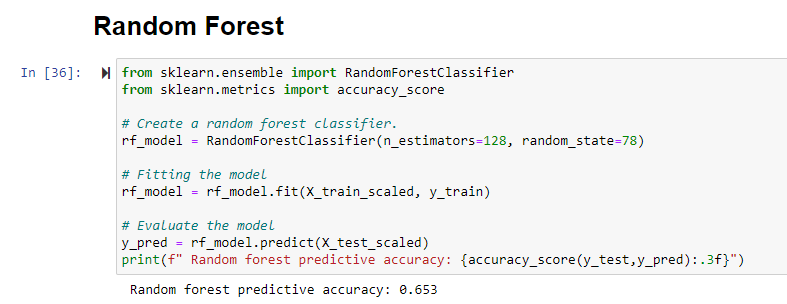 Random Forest
In [36]:
from sklearn.ensemble import RandomForestClassifier
from sklearn.metrics import accuracy_score
# Create a random forest classifier.
rf_model = RandomForestClassifier(n_estimators=128, random_state=78)
# Fitting the model
rf_model = rf_model.fit(X_train_scaled, y_train)
# Evaluate the model
y_pred = rf_model.predict(X_test_scaled)
print(f" Random forest predictive accuracy: {accuracy_score(y_test,y_pred):.3f}")
Random forest predictive accuracy: 0.653